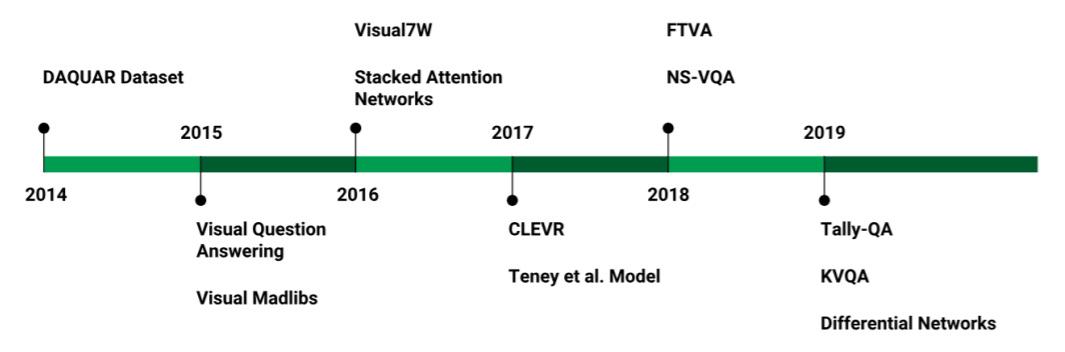 Visual7W
FTVA
DAQUAR Dataset
Stacked Attention
Networks
NS-VQA
2015
2017
2019
2014
2016
2018
Visual Question
Answering
CLEVR
Tally-QA
Visual Madlibs
Teney et al. Model
KVQA
Differential Networks